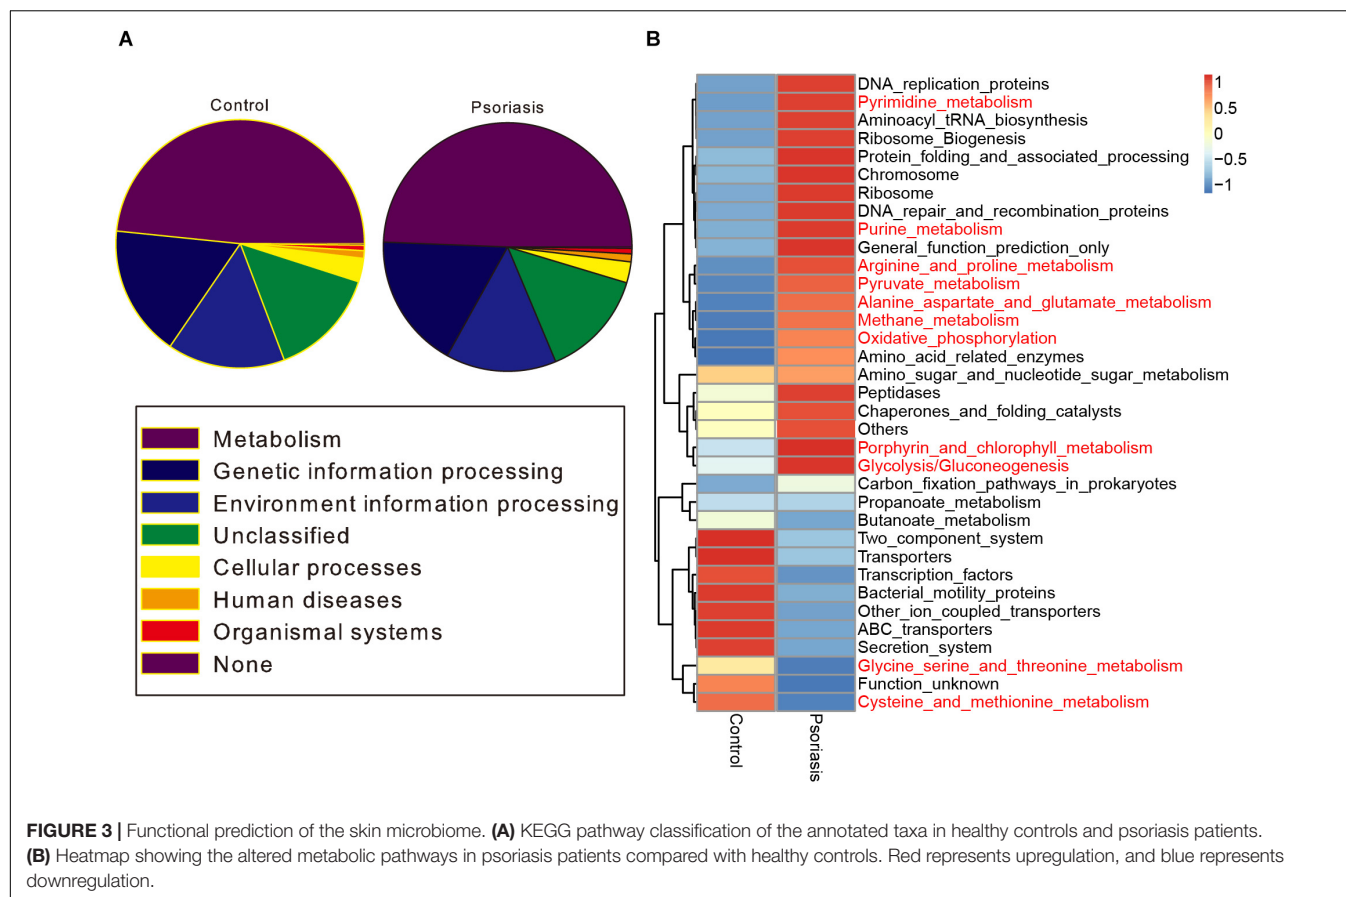 A
B
Control
Psoriasis
Metabolism
Genetic information processing
Environment information processing
Unclassified
Cellular processes
Human diseases
Organismal systems
None
DNA_replication_proteins
Pyrimidine_metabolism
Aminoacyl_tRNA_biosynthesis
Ribosome_Biogenesis
Protein_folding_and_associated_processing
Chromosome
Ribosome
DNA_repair_and_recombination_proteins
Purine_metabolism
General_function_prediction_only
Arginine_and_proline_metabolism
Pyruvate_metabolism
Alanine_aspartate_and_glutamate_metabolism
Methane_metabolism
Oxidative_phosphorylation
Amino_acid_related_enzymes
Amino_sugar_and_nucleotide_sugar_metabolism
Peptidases
Chaperones_and_folding_catalysts
Others
Porphyrin_and_chlorophyll_metabolism
Glycolysis/Gluconeogenesis
Carbon_fixation_pathways_in_prokaryotes
Propanoate_metabolism
Butanoate_metabolism
Two_component_system
Transporters
Transcription_factors
Bacterial_motility_proteins
Other_ion_coupled_transporters
ABC_transporters
Secretion_system
Glycine_serine_and_threonine_metabolism
Function_unknown
Cysteine_and_methionine_metabolism
1
0.5
0
−0.5
−1
Control
Psoriasis
FIGURE 3 | Functional prediction of the skin microbiome. (A) KEGG pathway classification of the annotated taxa in healthy controls and psoriasis patients.
(B) Heatmap showing the altered metabolic pathways in psoriasis patients compared with healthy controls. Red represents upregulation, and blue represents
downregulation.